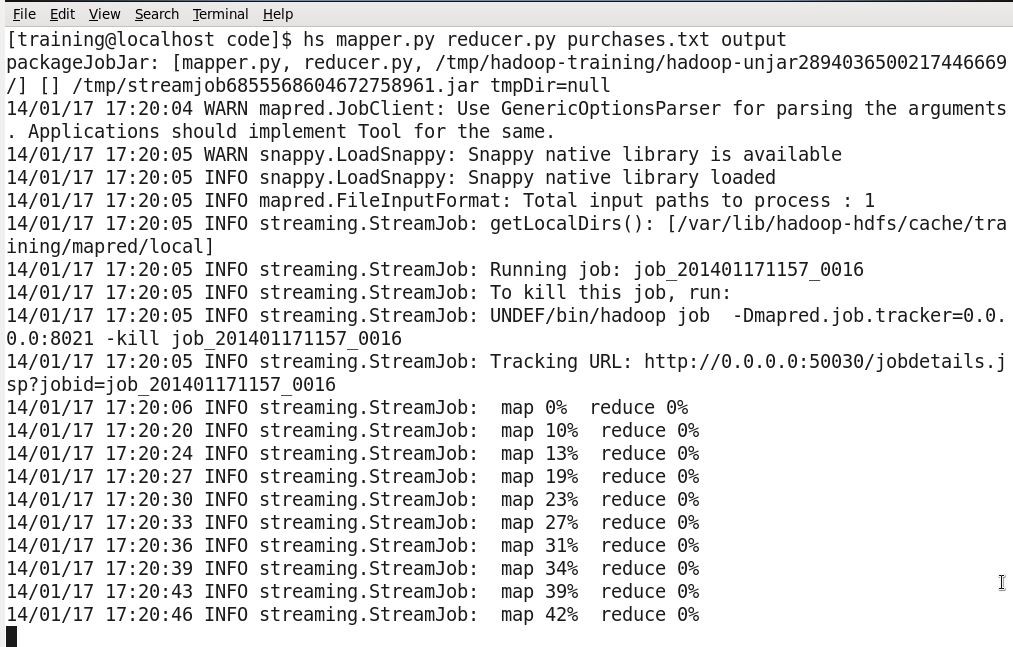 File Edit View Search Terminal Help
[training@localhost code]$ hs mapper.py reducer.py purchases.txt output
packageJobJar: [mapper.py, reducer.py, /tmp/hadoop-training/hadoop-unjar2894036500217446669
/] [] /tmp/streamjob6855568604672758961.jar tmpDir=null
14/01/17 17:20:04 WARN mapred.JobClient: Use GenericOptionsParser for parsing the arguments
. Applications should implement Tool for the same.
14/01/17 17:20:05 WARN snappy.LoadSnappy: Snappy native library is available
14/01/17 17:20:05 INFO snappy.LoadSnappy: Snappy native library loaded
14/01/17 17:20:05 INFO mapred.FileInputFormat: Total input paths to process : 1
14/01/17 17:20:05 INFO streaming.StreamJob: getLocalDirs(): [/var/lib/hadoop-hdfs/cache/tra
ining/mapred/local]
14/01/17 17:20:05 INFO streaming.StreamJob: Running job: job_201401171157_0016
14/01/17 17:20:05 INFO streaming.StreamJob: To kill this job, run:
14/01/17 17:20:05 INFO streaming.StreamJob: UNDEF/bin/hadoop job  -Dmapred.job.tracker=0.0.
0.0:8021 -kill job_201401171157_0016
14/01/17 17:20:05 INFO streaming.StreamJob: Tracking URL: http://0.0.0.0:50030/jobdetails.j
sp?jobid=job_201401171157_0016
14/01/17 17:20:06 INFO streaming.StreamJob:  map 0%  reduce 0%
14/01/17 17:20:20 INFO streaming.StreamJob:  map 10%  reduce 0%
14/01/17 17:20:24 INFO streaming.StreamJob:  map 13%  reduce 0%
14/01/17 17:20:27 INFO streaming.StreamJob:  map 19%  reduce 0%
14/01/17 17:20:30 INFO streaming.StreamJob:  map 23%  reduce 0%
14/01/17 17:20:33 INFO streaming.StreamJob:  map 27%  reduce 0%
14/01/17 17:20:36 INFO streaming.StreamJob:  map 31%  reduce 0%
14/01/17 17:20:39 INFO streaming.StreamJob:  map 34%  reduce 0%
14/01/17 17:20:43 INFO streaming.StreamJob:  map 39%  reduce 0%
14/01/17 17:20:46 INFO streaming.StreamJob:  map 42%  reduce 0%